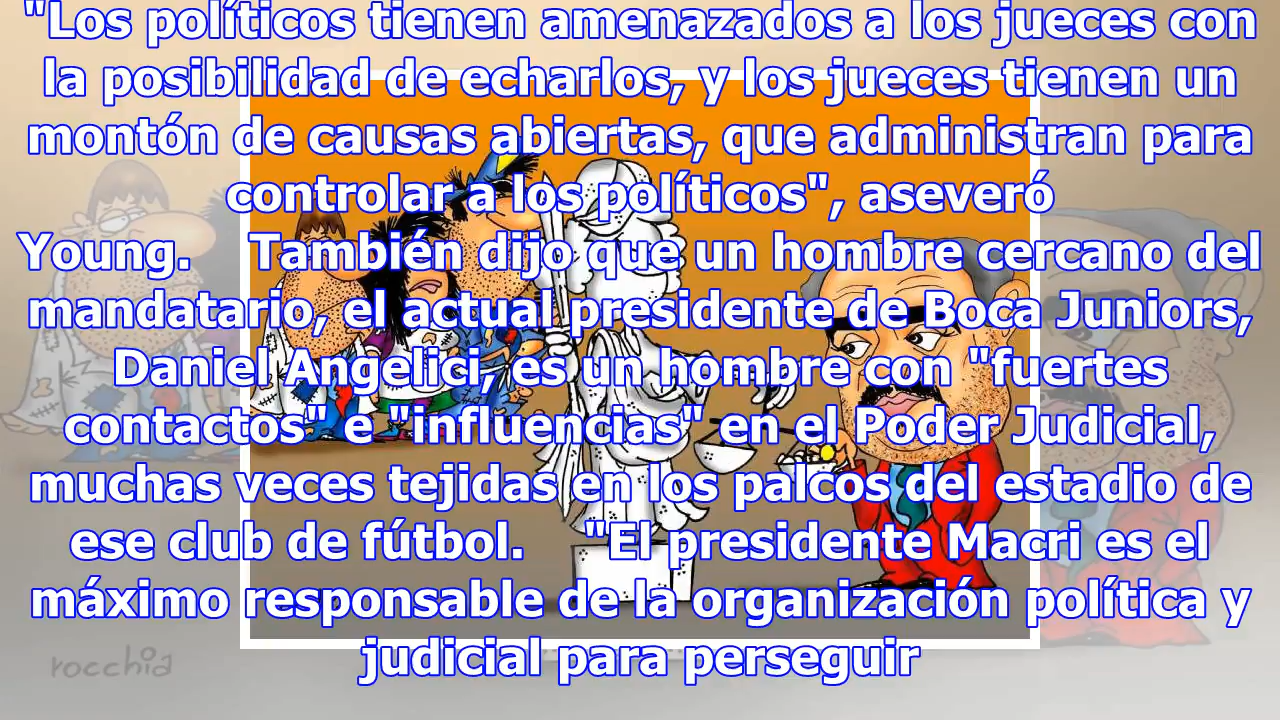 "Los políticos tienen amenazados a los jueces con
la posibilidad de echarlos, y los jueces tienen un
montón de causas abiertas, que administran para
controlar a los políticos", aseveró
Young.    También dijo que un hombre cercano del
mandatario, el actual presidente de Boca Juniors,
Daniel Angelici, es un hombre con "fuertes
contactos" e "influencias" en el Poder Judicial,
muchas veces tejidas en los palcos del estadio de
ese club de fútbol.    "El presidente Macri es el
máximo responsable de la organización política y
judicial para perseguir
rocchia